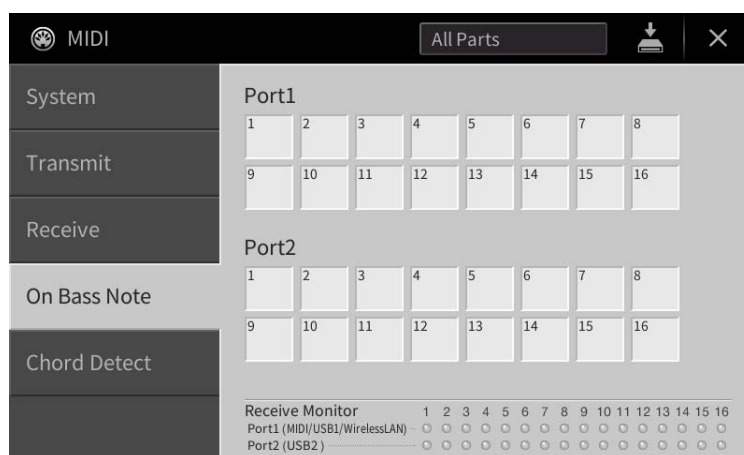 MIDI
All Parts
System
Transmit
Receive
On Bass Note
Chord Detect
Port1
1 2 3 4 5 6 7 8
9 10 11 12 13 14 15 16
Port2
1 2 3 4 5 6 7 8
9 10 11 12 13 14 15 16
Receive Monitor 1 2 3 4 5 6 7 8 9 10 11 12 13 14 15 16
Port1 (MIDI/USB1/WirelessLAN)
Port2 (USB2)